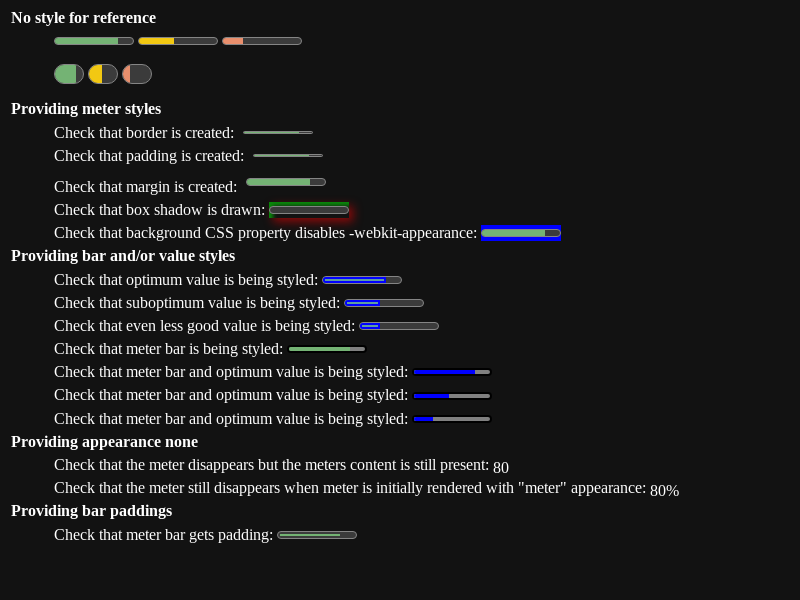 No style for reference
Providing meter styles
Check that border is created:
Check that padding is created:
Check that margin is created:
Check that box shadow is drawn:
Check that background CSS property disables -webkit-appearance:
Providing bar and/or value styles
Check that optimum value is being styled:
Check that suboptimum value is being styled:
Check that even less good value is being styled:
Check that meter bar is being styled:
Check that meter bar and optimum value is being styled:
Check that meter bar and optimum value is being styled:
Check that meter bar and optimum value is being styled:
Providing appearance none
Check that the meter disappears but the meters content is still present: 80
Check that the meter still disappears when meter is initially rendered with "meter" appearance: 80%
Providing bar paddings
Check that meter bar gets padding: